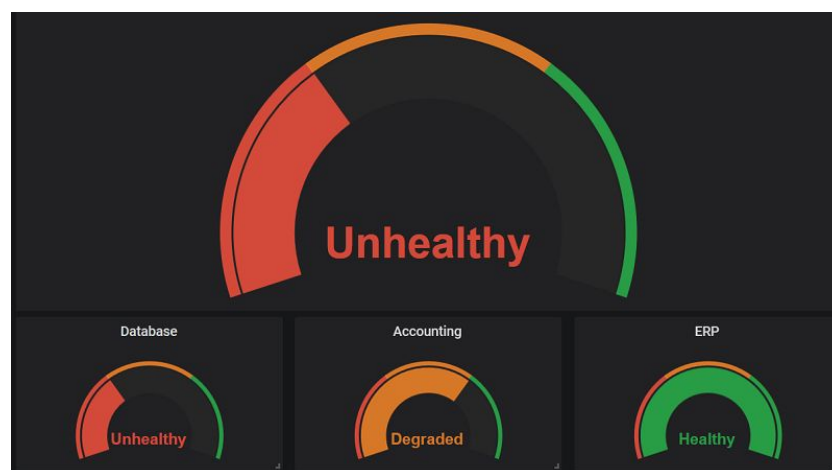 Unhealthy
Database
Accounting
ERP
Unhealthy
Degraded
Healthy